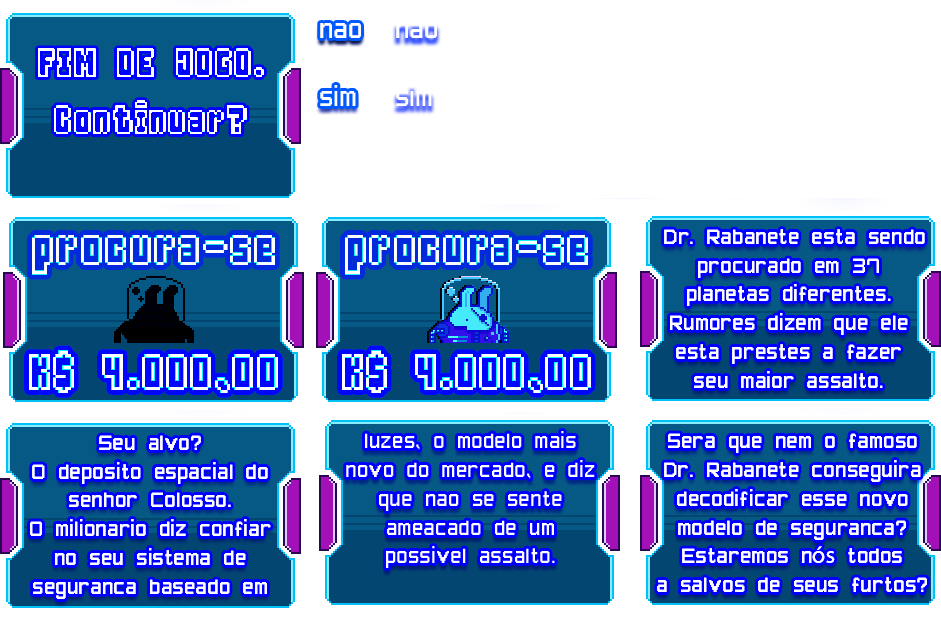 FIM DE JOGO.
Continuar?
nao nao
sim sim
procura-se
K$ 4.000,00
procura-se
K$ 4.000,00
Dr. Rabanete esta sendo
procurado em 37
planetas diferentes.
Rumores dizem que ele
esta prestes a fazer
seu maior assalto.
Seu alvo?
O deposito espacial do
senhor Colosso.
O milionario diz confiar
no seu sistema de
seguranca baseado em
luzes, o modelo mais
novo do mercado, e diz
que nao se sente
ameacado de um
possivel assalto.
Sera que nem o famoso
Dr. Rabanete conseguira
decodificar esse novo
modelo de seguranca?
Estaremos nós todos
a salvos de seus furtos?